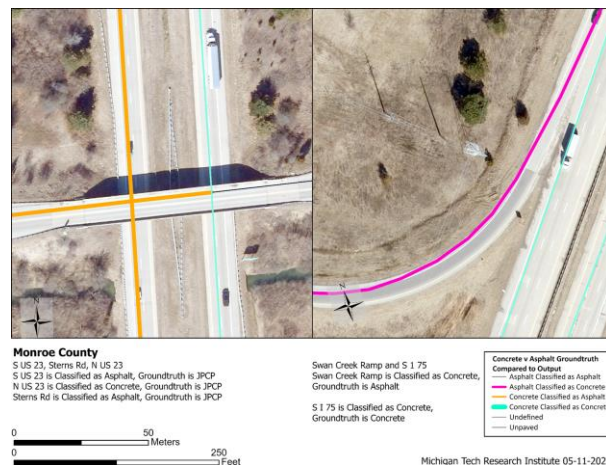 N
N
Monroe County
S US 23, Sterns Rd, N US 23
S US 23 is Classified as Asphalt, Groundtruth is JPCP
N US 23 is Classified as Concrete, Groundtruth is JPCP
Sterns Rd is Classified as Asphalt, Groundtruth is JPCP
0 50
Meters
0 250
Feet
Swan Creek Ramp and S I 75
Swan Creek Ramp is Classified as Concrete,
Groundtruth is Asphalt
S I 75 is Classified as Concrete,
Groundtruth is Concrete
Concrete v Asphalt Groundtruth
Compared to Output
Asphalt Classified as Asphalt
Asphalt Classified as Concrete
Concrete Classified as Asphalt
Concrete Classified as Concrete
Undefined
Unpaved
Michigan Tech Research Institute 05-11-202